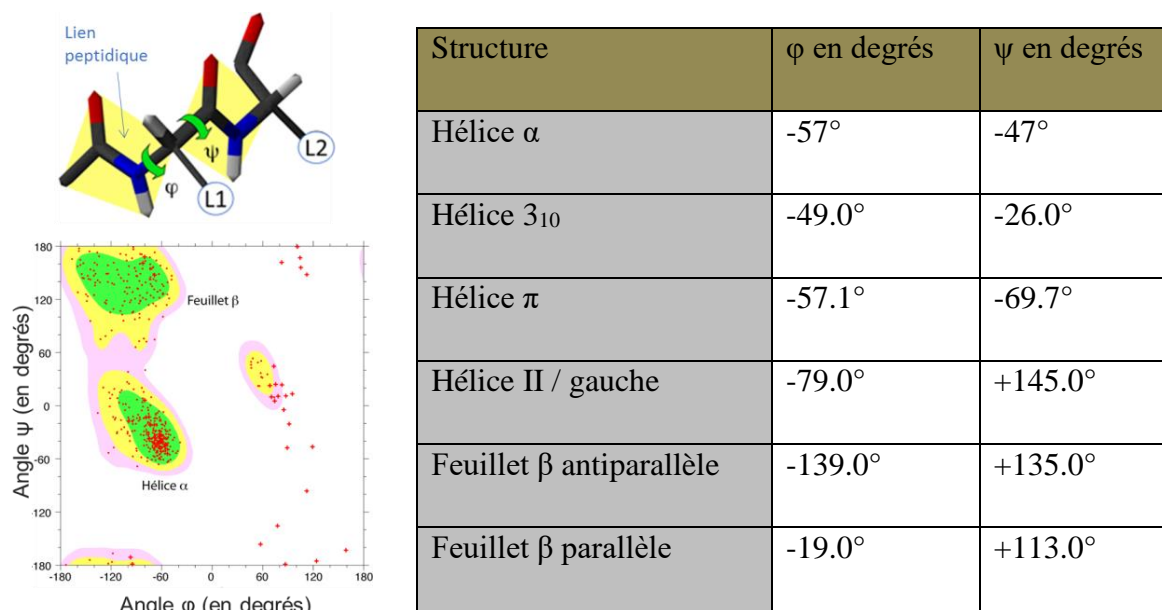 Lien
peptidique
φ
ψ
L1
L2
180
120
60
0
-60
-120
-180
Angle ψ (en degrés)
Feuillet β
Hélice α
-180 -120 -60 0 60 120 180
Angle φ (en degrés)
Structure φ en degrés ψ en degrés
Hélice α -57° -47°
Hélice 3₁₀ -49.0° -26.0°
Hélice π -57.1° -69.7°
Hélice II / gauche -79.0° +145.0°
Feuillet β antiparallèle -139.0° +135.0°
Feuillet β parallèle -19.0° +113.0°